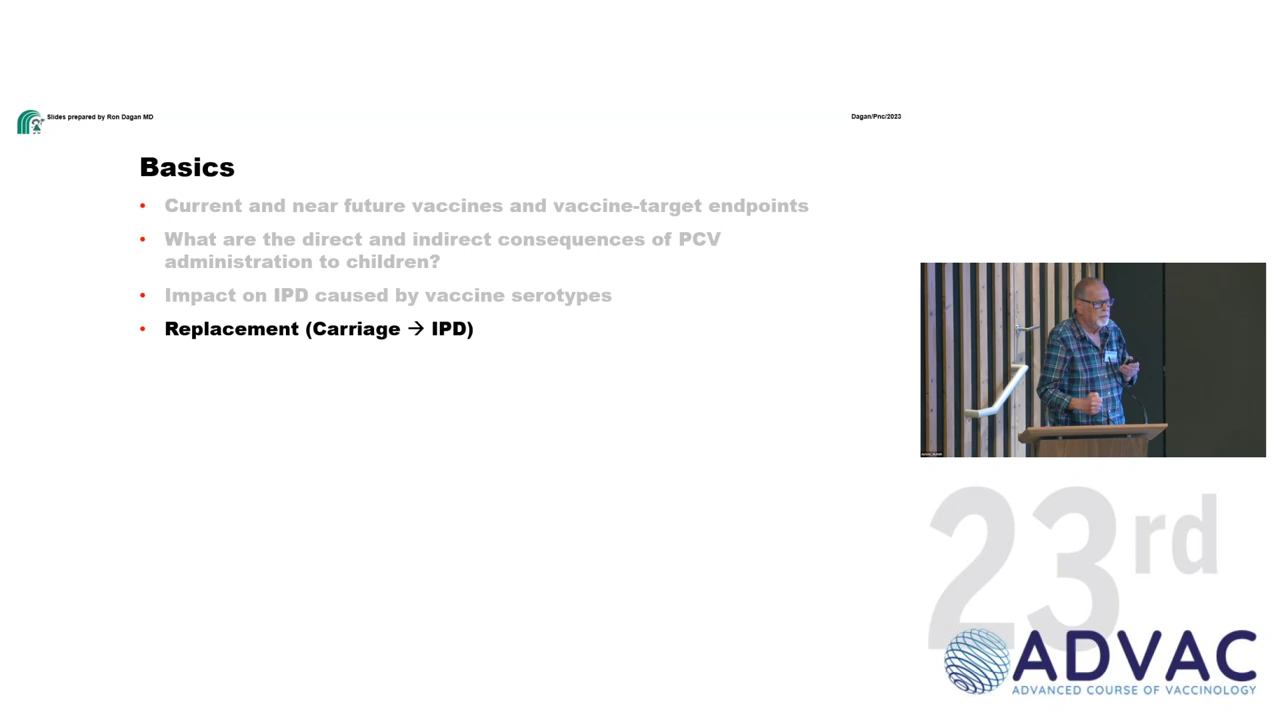 Slides prepared by Ron Dagan MD
Dagan/Pnc/2023
Basics
• Current and near future vaccines and vaccine-target endpoints
• What are the direct and indirect consequences of PCV
administration to children?
• Impact on IPD caused by vaccine serotypes
• Replacement (Carriage → IPD)
23rd
ADVAC
ADVANCED COURSE OF VACCINOLOGY